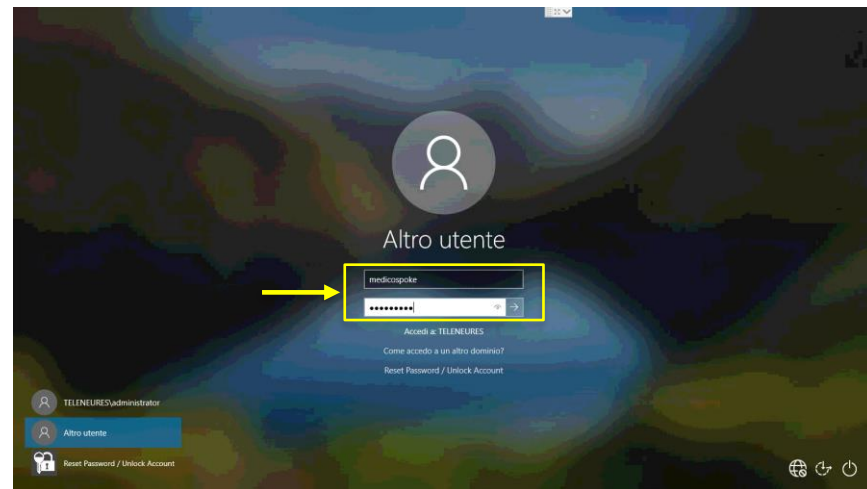 Altro utente
medicospoke
Accedi a: TELENEURES
Come accedo a un altro dominio?
Reset Password / Unlock Account
TELENEURES\administrator
Altro utente
Reset Password / Unlock Account